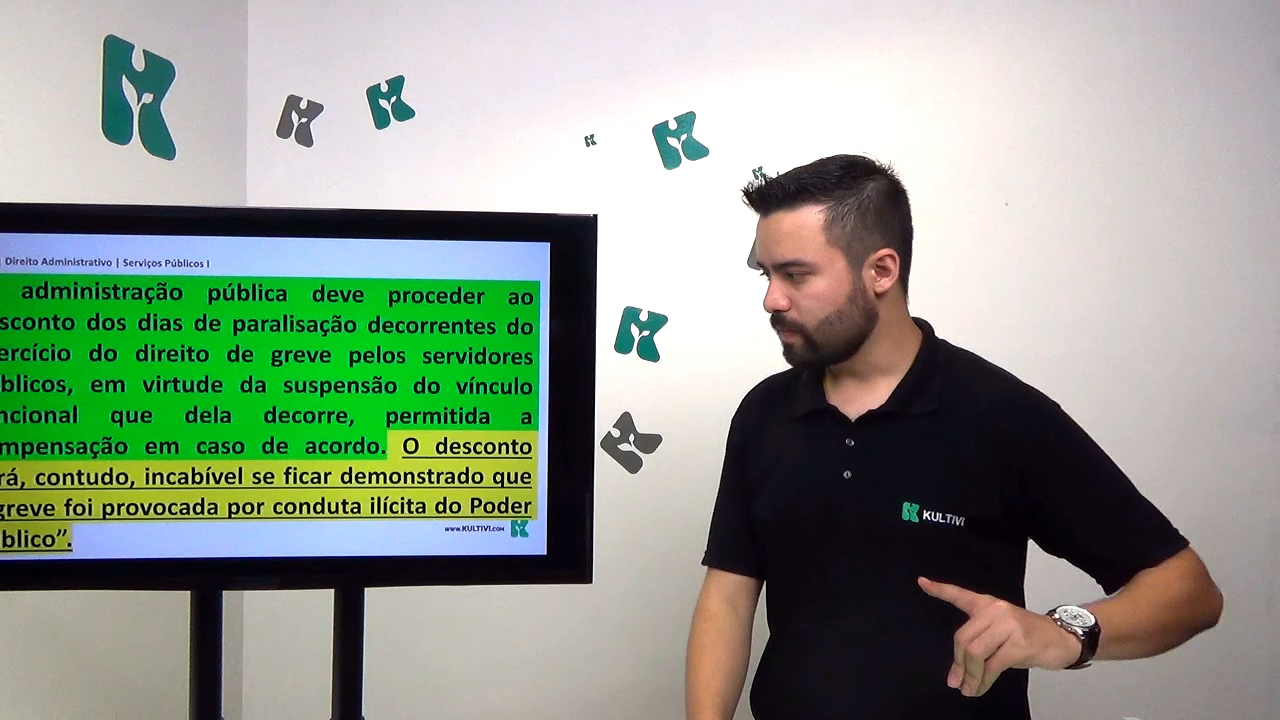 | Direito Administrativo | Serviços Públicos I
administração pública deve proceder ao
sconto dos dias de paralisação decorrentes do
ercício do direito de greve pelos servidores
blicos, em virtude da suspensão do vínculo
ncional que dela decorre, permitida a
mpensação em caso de acordo. O desconto
rá, contudo, incabível se ficar demonstrado que
greve foi provocada por conduta ilícita do Poder
blico”.
www.KULTIVI.com
KULTIVI